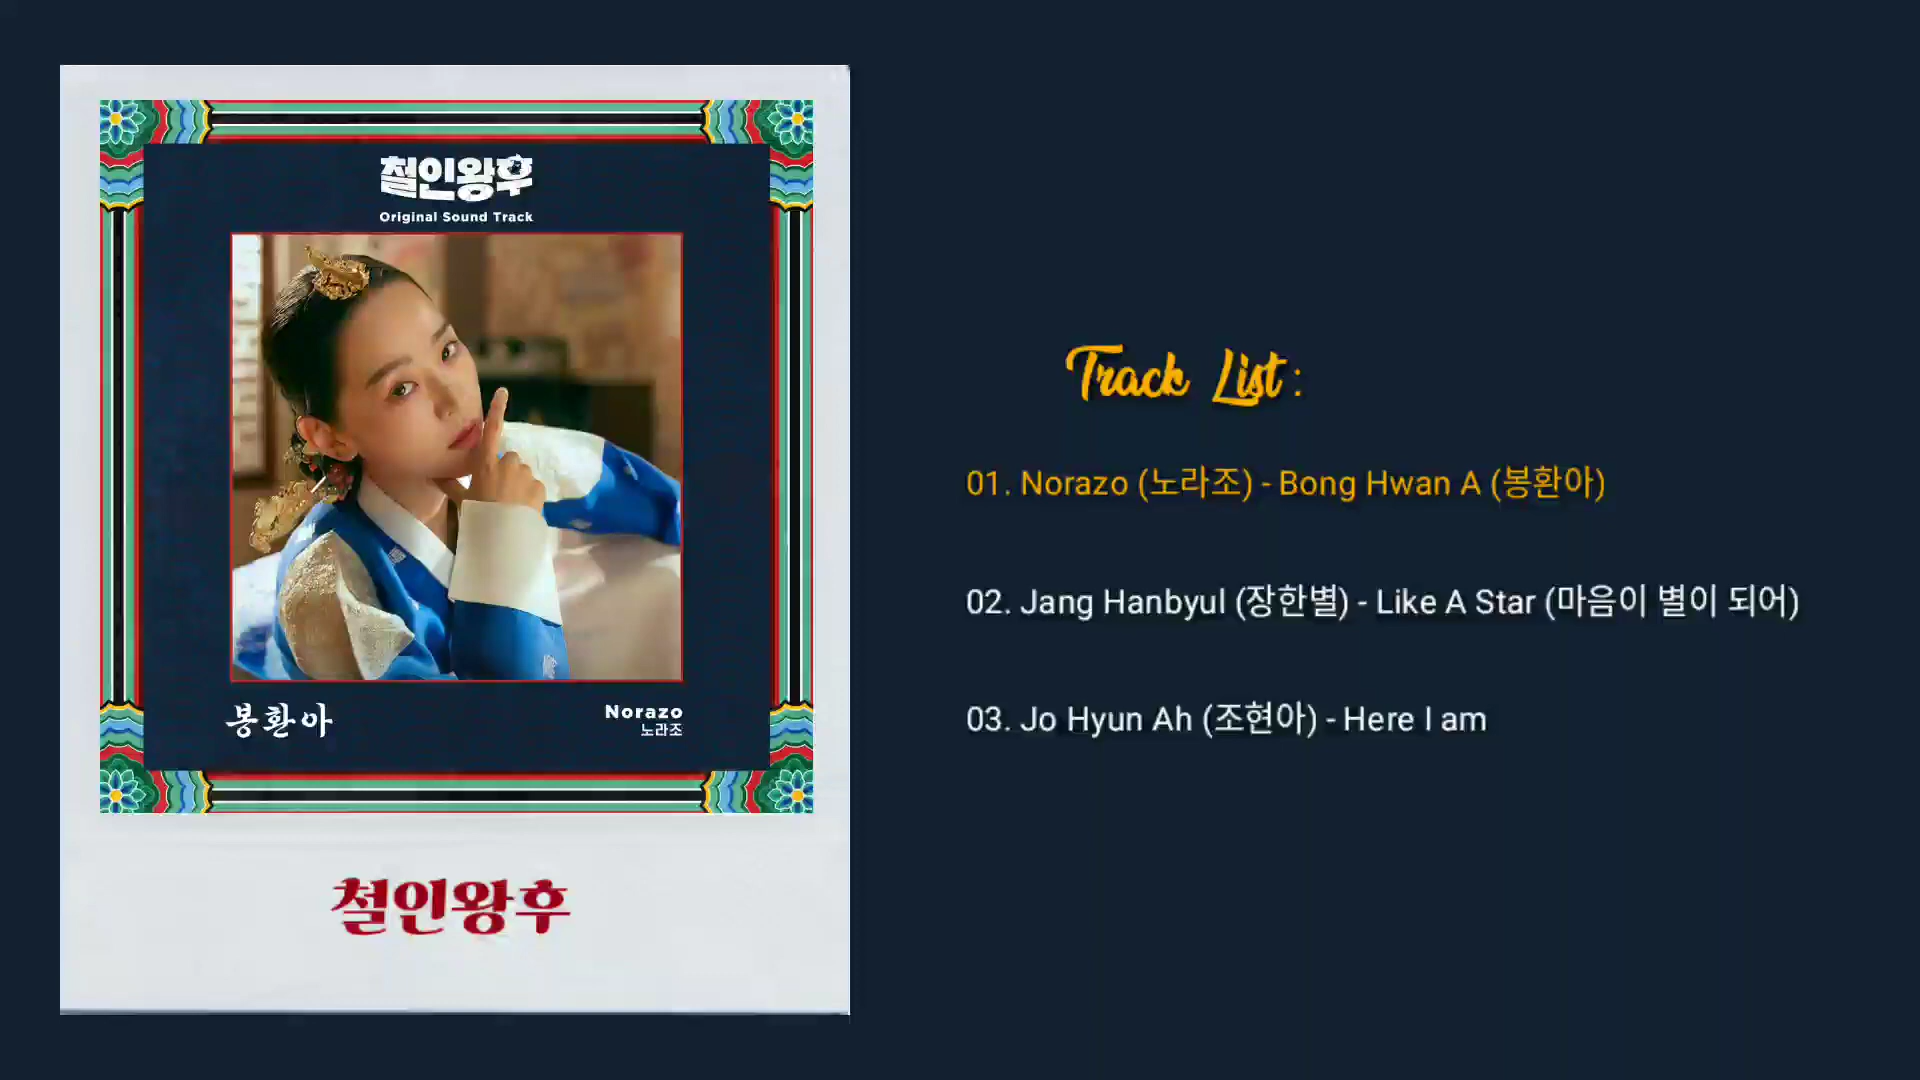 철인왕후
Original Sound Track
봉환아
Norazo
노라조
철인왕후
Track List :
01. Norazo (노라조) - Bong Hwan A (봉환아)
02. Jang Hanbyul (장한별) - Like A Star (마음이 별이 되어)
03. Jo Hyun Ah (조현아) - Here I am